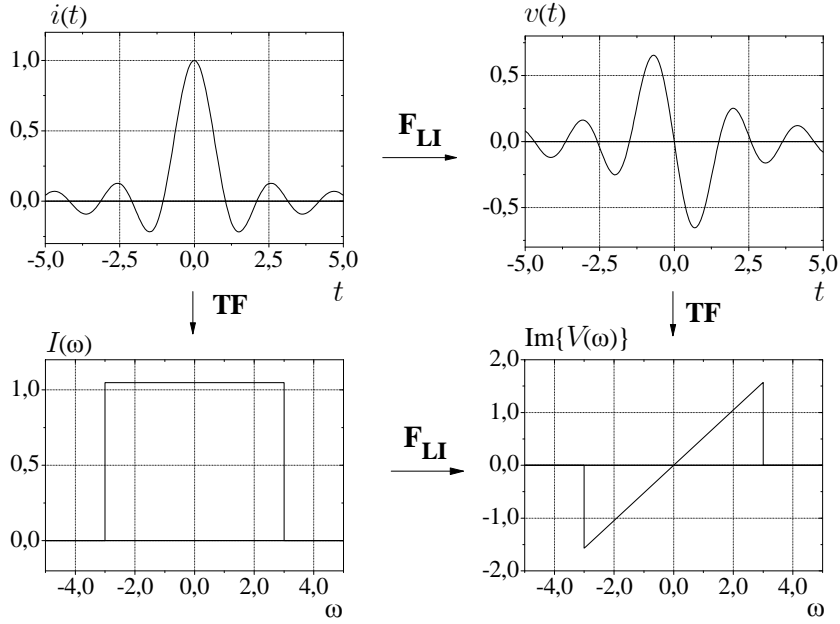 i(t)
1,0
0,5
0,0
-5,0 -2,5 0,0 2,5 5,0
t
F_LI
v(t)
0,5
0,0
-0,5
-5,0 -2,5 0,0 2,5 5,0
t
TF
TF
I(ω)
1,0
0,5
0,0
-4,0 -2,0 0,0 2,0 4,0
ω
F_LI
Im{V(ω)}
2,0
1,0
0,0
-1,0
-2,0
-4,0 -2,0 0,0 2,0 4,0
ω